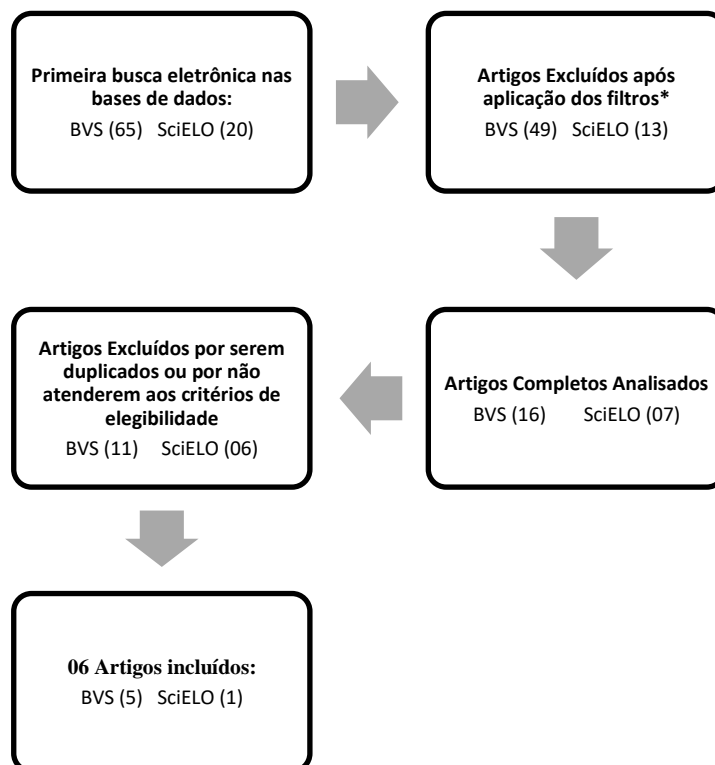 Primeira busca eletrônica nas
bases de dados:
BVS (65) SciELO (20)
Artigos Excluídos após
aplicação dos filtros*
BVS (49) SciELO (13)
Artigos Completos Analisados
BVS (16) SciELO (07)
Artigos Excluídos por serem
duplicados ou por não
atenderem aos critérios de
elegibilidade
BVS (11) SciELO (06)
06 Artigos incluídos:
BVS (5) SciELO (1)